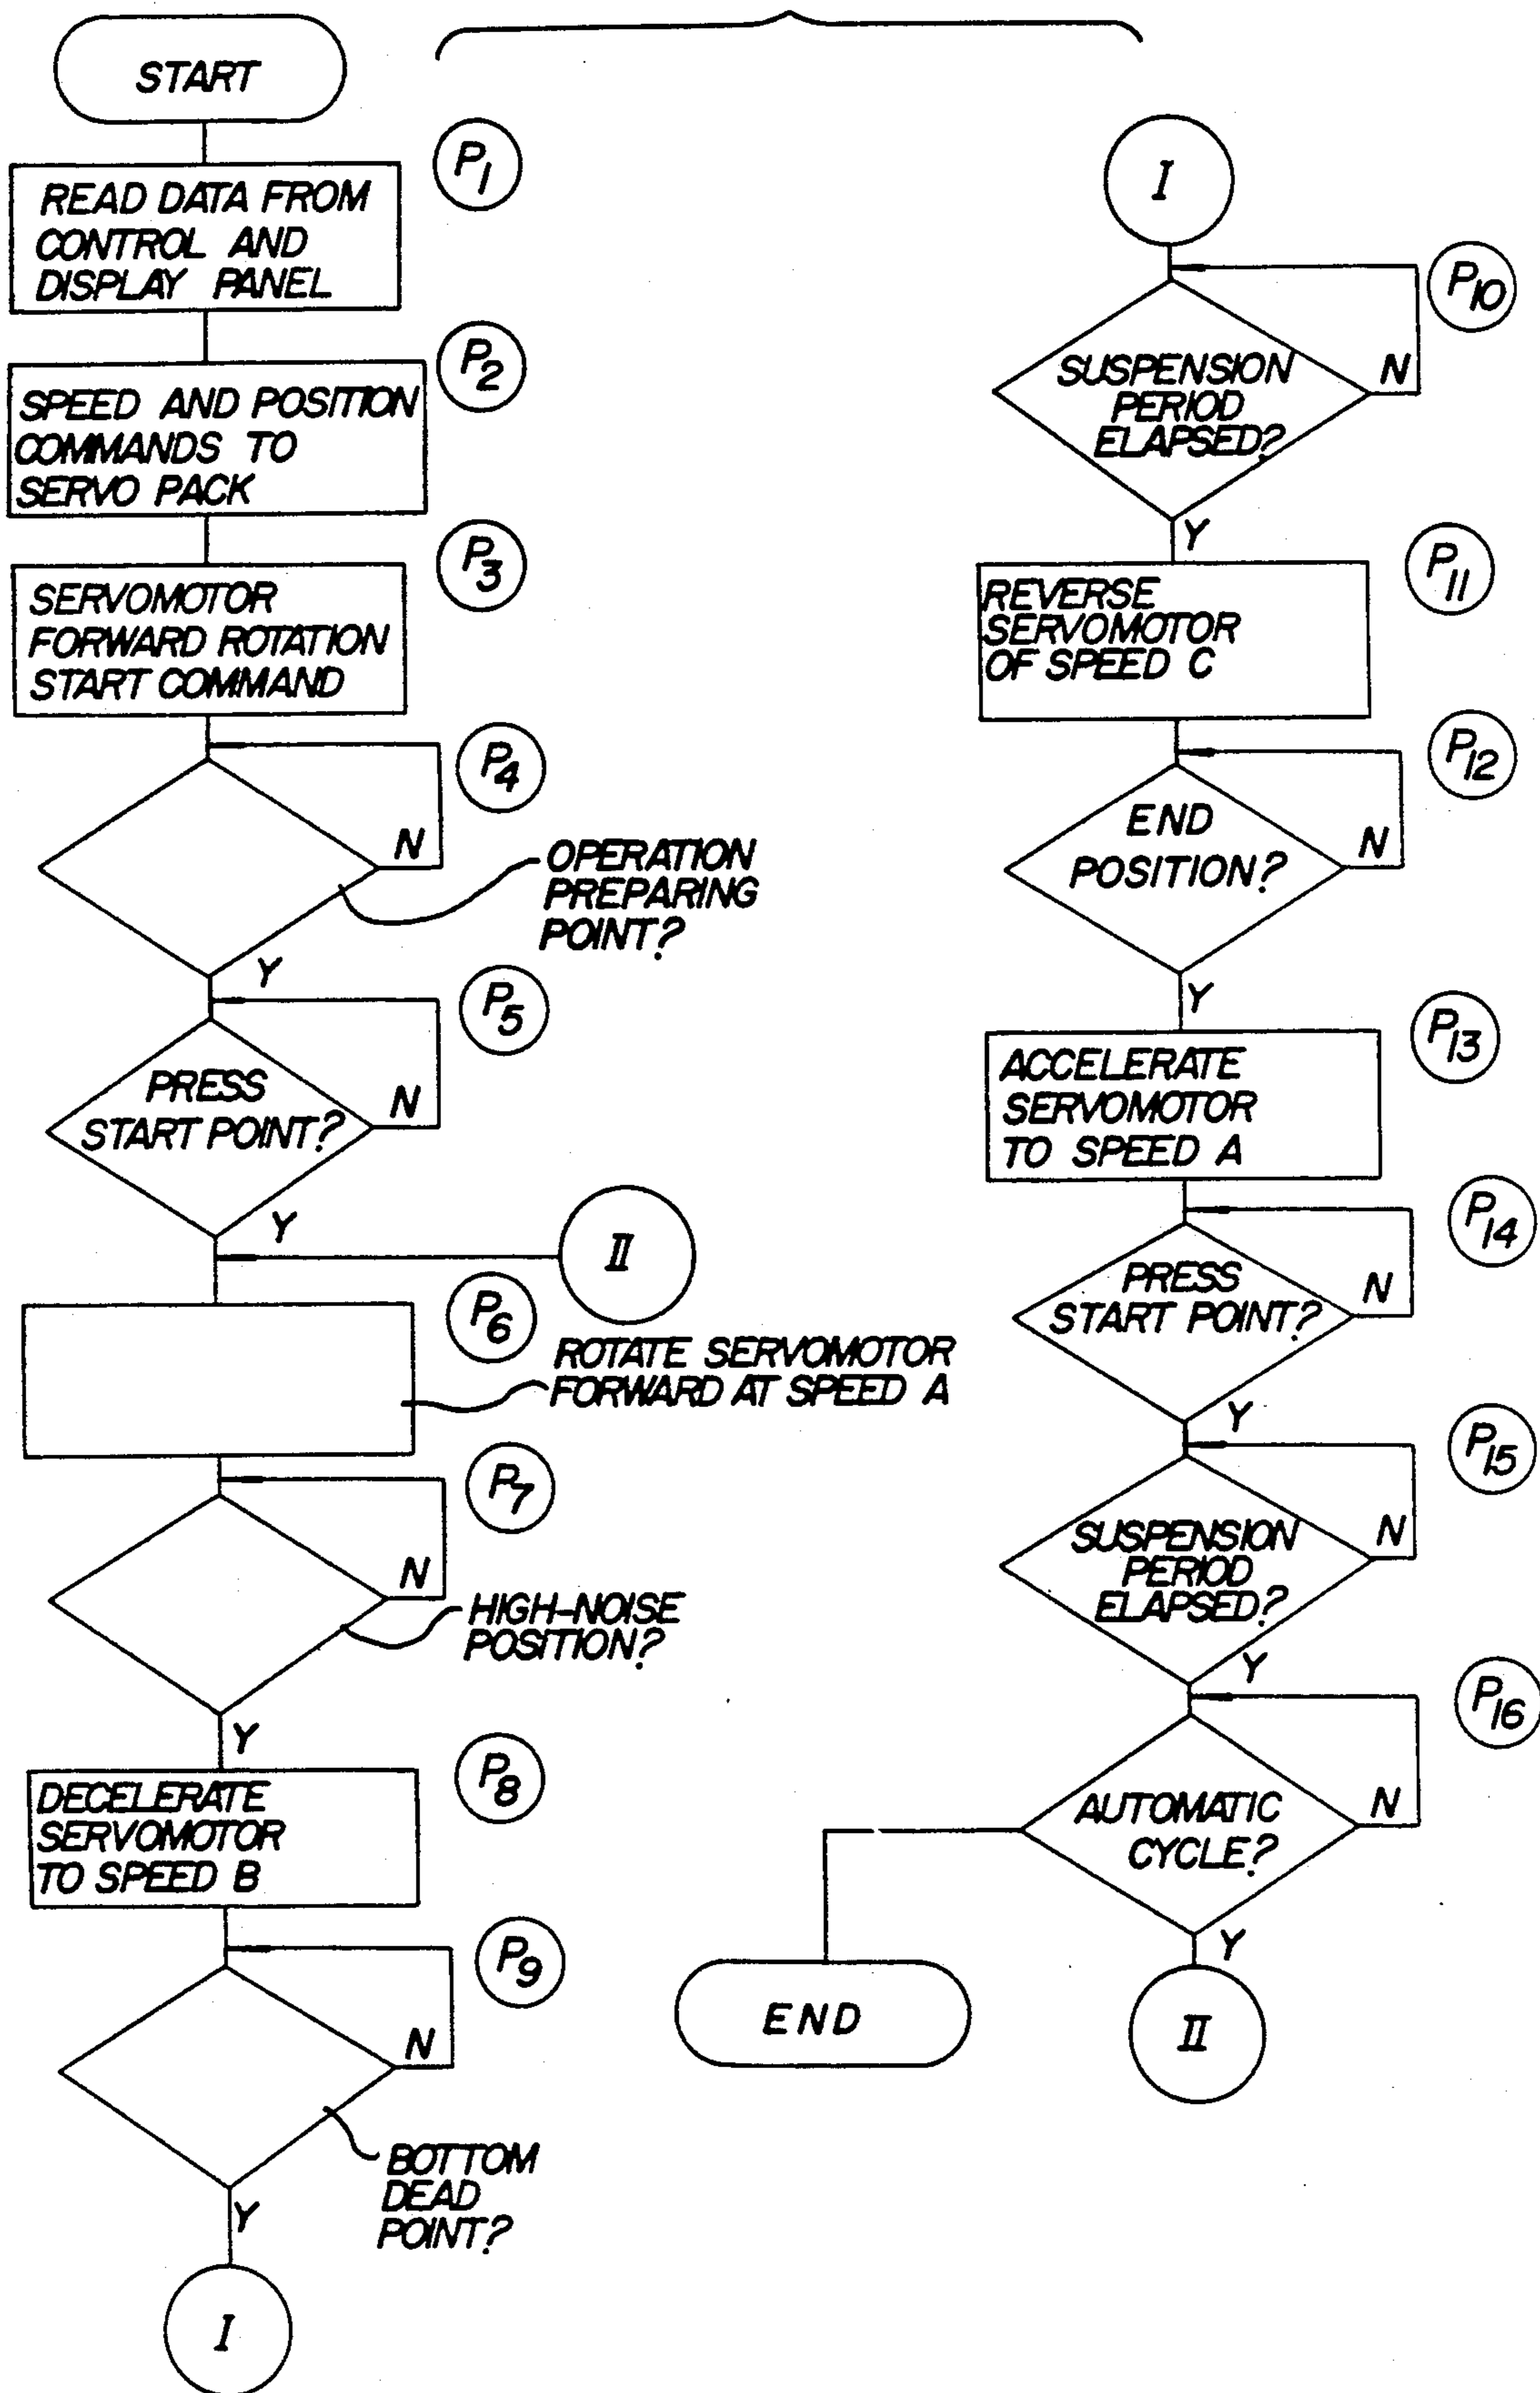 START
P1
READ DATA FROM
CONTROL AND
DISPLAY PANEL
P2
SPEED AND POSITION
COMMANDS TO
SERVO PACK
P3
SERVOMOTOR
FORWARD ROTATION
START COMMAND
P4
N
OPERATION
PREPARING
POINT?
Y
P5
PRESS
START POINT?
N
Y
II
P6
ROTATE SERVOMOTOR
FORWARD AT SPEED A
P7
N
HIGH-NOISE
POSITION?
Y
P8
DECELERATE
SERVOMOTOR
TO SPEED B
P9
N
BOTTOM
DEAD
POINT?
Y
I
I
P10
SUSPENSION
PERIOD
ELAPSED?
N
Y
P11
REVERSE
SERVOMOTOR
OF SPEED C
P12
END
POSITION?
N
Y
P13
ACCELERATE
SERVOMOTOR
TO SPEED A
P14
PRESS
START POINT?
N
Y
P15
SUSPENSION
PERIOD
ELAPSED?
N
Y
P16
AUTOMATIC
CYCLE?
N
Y
END
II